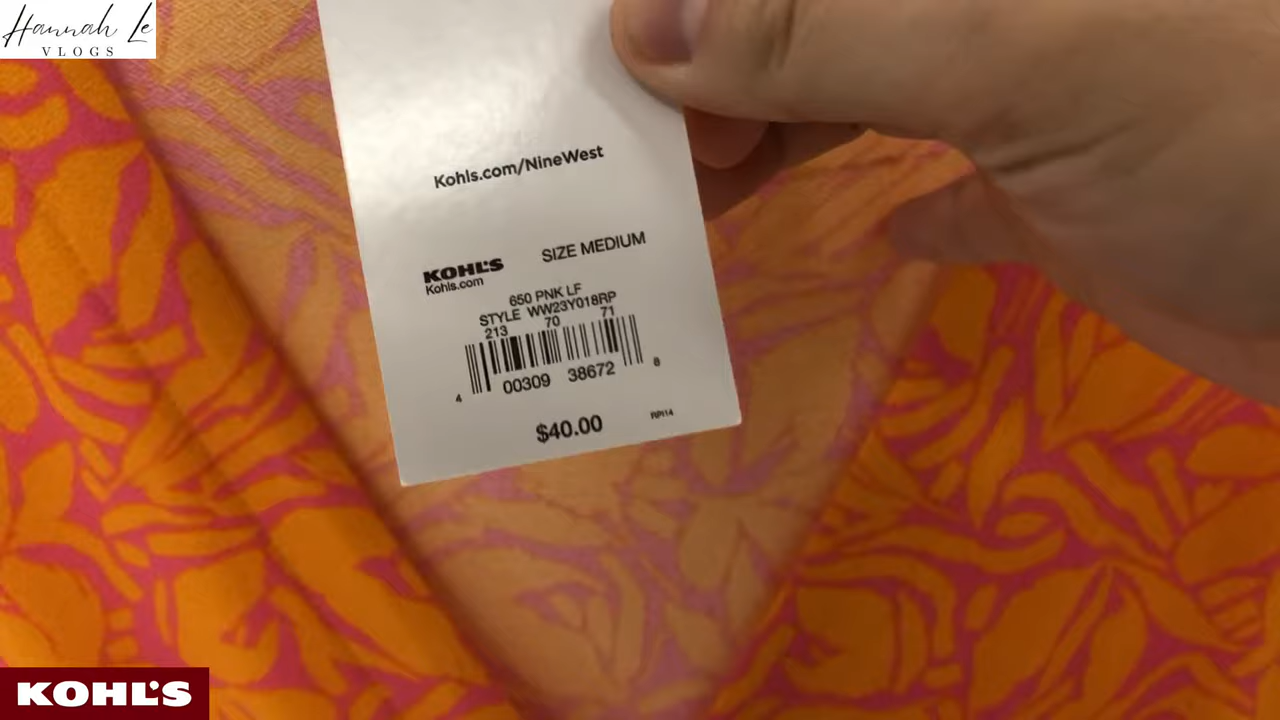 Hannah Le
VLOGS
Kohls.com/NineWest
KOHL'S
SIZE MEDIUM
Kohls.com
650 PNK LF
STYLE WW23Y018RP
213 70 71
4 00309 38672 8
$40.00
RPI14
KOHL'S